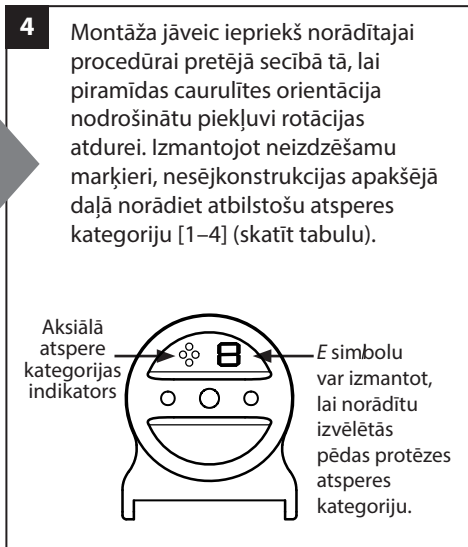 4
Montāža jāveic iepriekš norādītajai
procedūrai pretējā secībā tā, lai
piramīdas caurulītes orientācija
nodrošinātu piekļuvi rotācijas
atdurei. Izmantojot neizdzēšamu
marķieri, nesējkonstrukcijas apakšējā
daļā norādiet atbilstošu atsperes
kategoriju [1–4] (skatīt tabulu).
Aksiālā
atspere
kategorijas
indikators
8
E simbolu
var izmantot,
lai norādītu
izvēlētās
pēdas protēzes
atsperes
kategoriju.